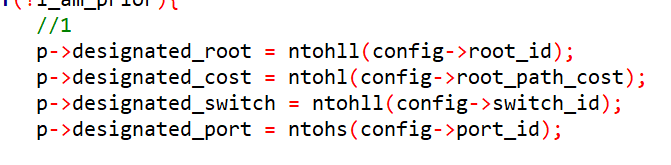 (!i_am_prior){
//1
p->designated_root = ntohll(config->root_id);
p->designated_cost = ntohl(config->root_path_cost);
p->designated_switch = ntohll(config->switch_id);
p->designated_port = ntohs(config->port_id);